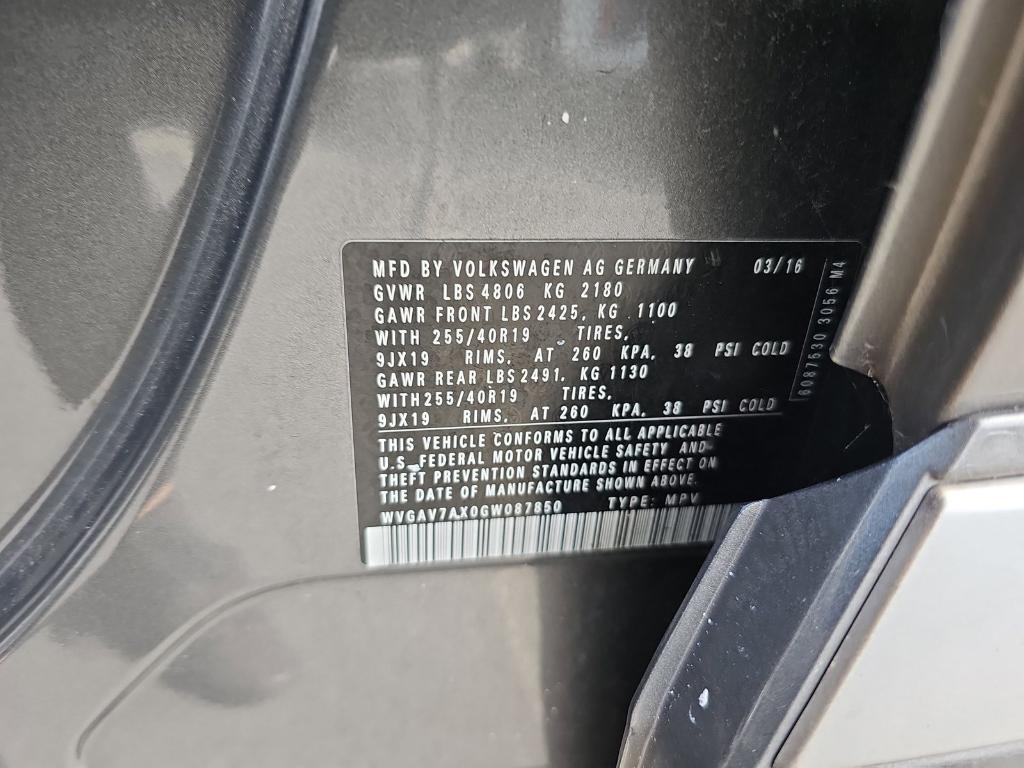 MFD BY VOLKSWAGEN AG GERMANY 03/16
GVWR LBS 4806 KG 2180
GAWR FRONT LBS 2425, KG 1100
WITH 255/40R19 TIRES,
9JX19 RIMS, AT 260 KPA, 38 PSI COLD
GAWR REAR LBS 2491, KG 1130
WITH 255/40R19 TIRES,
9JX19 RIMS, AT 260 KPA, 38 PSI COLD
THIS VEHICLE CONFORMS TO ALL APPLICABLE
U.S. FEDERAL MOTOR VEHICLE SAFETY AND
THEFT PREVENTION STANDARDS IN EFFECT ON
THE DATE OF MANUFACTURE SHOWN ABOVE.
WVGAV7AX0GW087850 TYPE: MPV
3056 M4